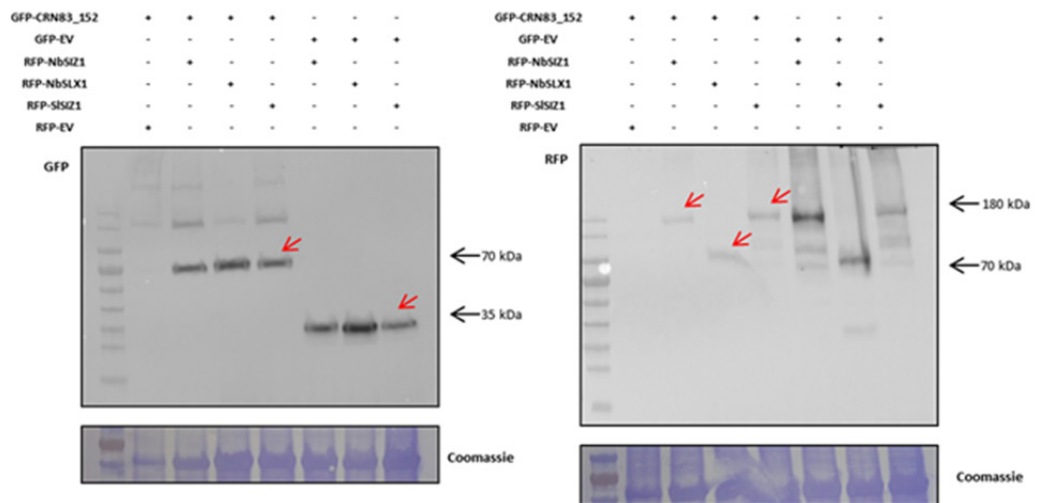 GFP-CRN83_152 + + + + - - -
GFP-EV - - - - + + +
RFP-NbSIZ1 - + - - + - -
RFP-NbSLX1 - - + - - + -
RFP-SlSIZ1 - - - + - - +
RFP-EV + - - - - - -
GFP
70 kDa
35 kDa
Coomassie
GFP-CRN83_152 + + + + - - -
GFP-EV - - - - + + +
RFP-NbSIZ1 - + - - + - -
RFP-NbSLX1 - - + - - + -
RFP-SlSIZ1 - - - + - - +
RFP-EV + - - - - - -
RFP
180 kDa
70 kDa
Coomassie